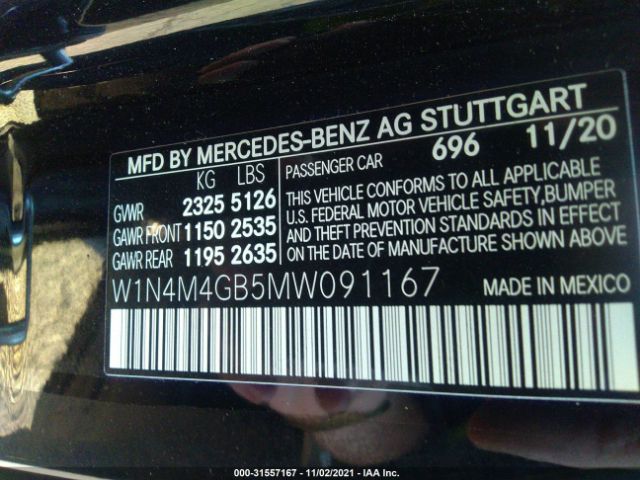 MFD BY MERCEDES-BENZ AG STUTTGART
KG LBS
GVWR 2325 5126
GAWR FRONT 1150 2535
GAWR REAR 1195 2635
PASSENGER CAR 696 11/20
THIS VEHICLE CONFORMS TO ALL APPLICABLE
U.S. FEDERAL MOTOR VEHICLE SAFETY,BUMPER
AND THEFT PREVENTION STANDARDS IN EFFECT
ON THE DATE OF MANUFACTURE SHOWN ABOVE
W1N4M4GB5MW091167 MADE IN MEXICO
000-31557167 - 11/02/2021 - IAA Inc.